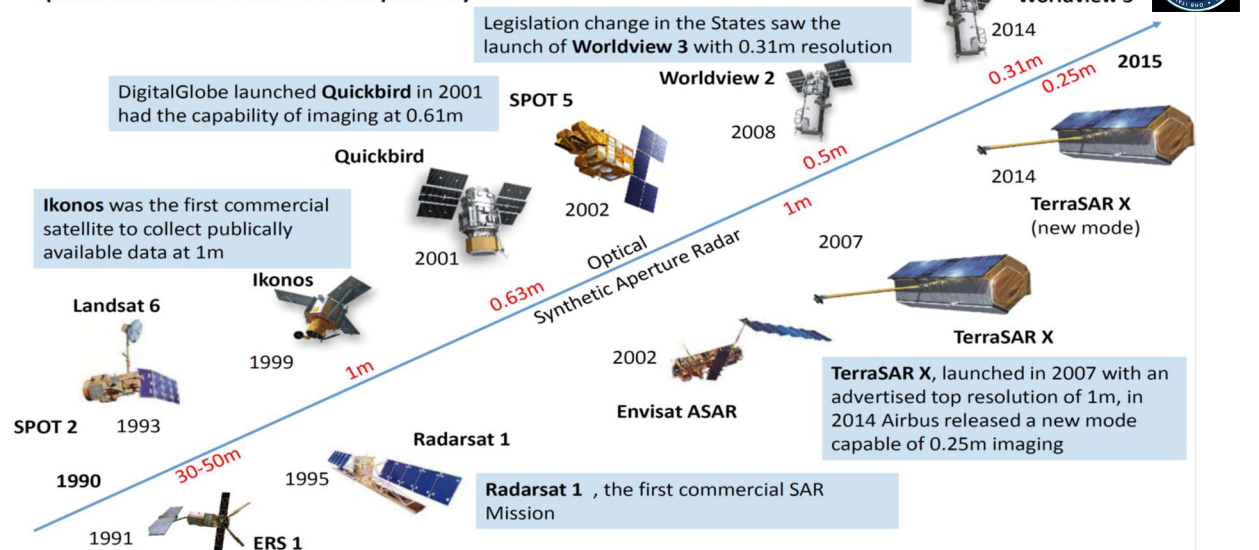 Legislation change in the States saw the
launch of Worldview 3 with 0.31m resolution
2014
0.31m
0.25m
2015
Worldview 2
2008
DigitalGlobe launched Quickbird in 2001
had the capability of imaging at 0.61m
SPOT 5
2002
0.5m
1m
2014
TerraSAR X
(new mode)
Quickbird
2001
Ikonos was the first commercial
satellite to collect publically
available data at 1m
Optical
Synthetic Aperture Radar
0.63m
2007
TerraSAR X
Ikonos
1999
1m
Landsat 6
SPOT 2
1993
2002
Envisat ASAR
TerraSAR X, launched in 2007 with an
advertised top resolution of 1m, in
2014 Airbus released a new mode
capable of 0.25m imaging
1990
30-50m
Radarsat 1
1995
Radarsat 1 , the first commercial SAR
Mission
1991
ERS 1